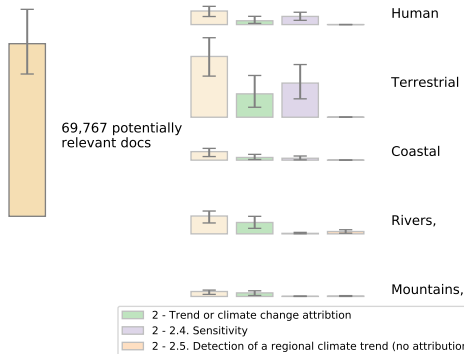 Human
Terrestrial
69,767 potentially
relevant docs
Coastal
Rivers,
Mountains,
2 - Trend or climate change attribtion
2 - 2.4. Sensitivity
2 - 2.5. Detection of a regional climate trend (no attribution